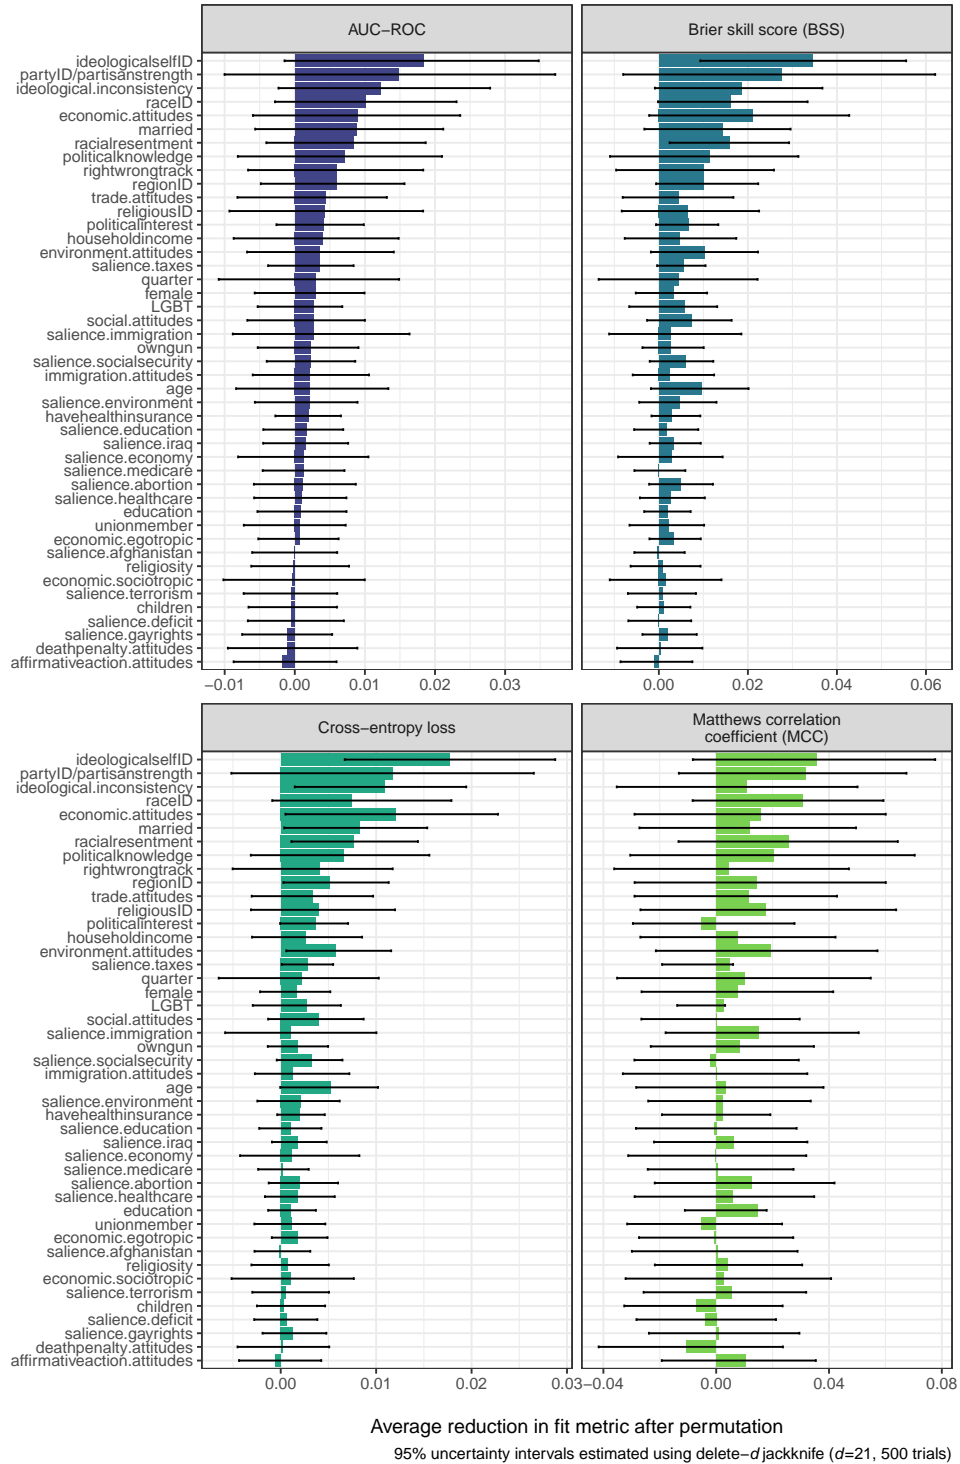 AUC−ROC
Brier skill score (BSS)
ideologicalselfID
partyID/partisanstrength
ideological.inconsistency
raceID
economic.attitudes
married
racialresentment
politicalknowledge
rightwrongtrack
regionID
trade.attitudes
religiousID
politicalinterest
householdincome
environment.attitudes
salience.taxes
quarter
female
LGBT
social.attitudes
salience.immigration
owngun
salience.socialsecurity
immigration.attitudes
age
salience.environment
havehealthinsurance
salience.education
salience.iraq
salience.economy
salience.medicare
salience.abortion
salience.healthcare
education
unionmember
economic.egotropic
salience.afghanistan
religiosity
economic.sociotropic
salience.terrorism
children
salience.deficit
salience.gayrights
deathpenalty.attitudes
affirmativeaction.attitudes
−0.01 0.00 0.01 0.02 0.03
0.00 0.02 0.04 0.06
Cross−entropy loss
Matthews correlation
coefficient (MCC)
ideologicalselfID
partyID/partisanstrength
ideological.inconsistency
raceID
economic.attitudes
married
racialresentment
politicalknowledge
rightwrongtrack
regionID
trade.attitudes
religiousID
politicalinterest
householdincome
environment.attitudes
salience.taxes
quarter
female
LGBT
social.attitudes
salience.immigration
owngun
salience.socialsecurity
immigration.attitudes
age
salience.environment
havehealthinsurance
salience.education
salience.iraq
salience.economy
salience.medicare
salience.abortion
salience.healthcare
education
unionmember
economic.egotropic
salience.afghanistan
religiosity
economic.sociotropic
salience.terrorism
children
salience.deficit
salience.gayrights
deathpenalty.attitudes
affirmativeaction.attitudes
0.00 0.01 0.02 0.03
−0.04 0.00 0.04 0.08
Average reduction in fit metric after permutation
95% uncertainty intervals estimated using delete−d jackknife (d=21, 500 trials)